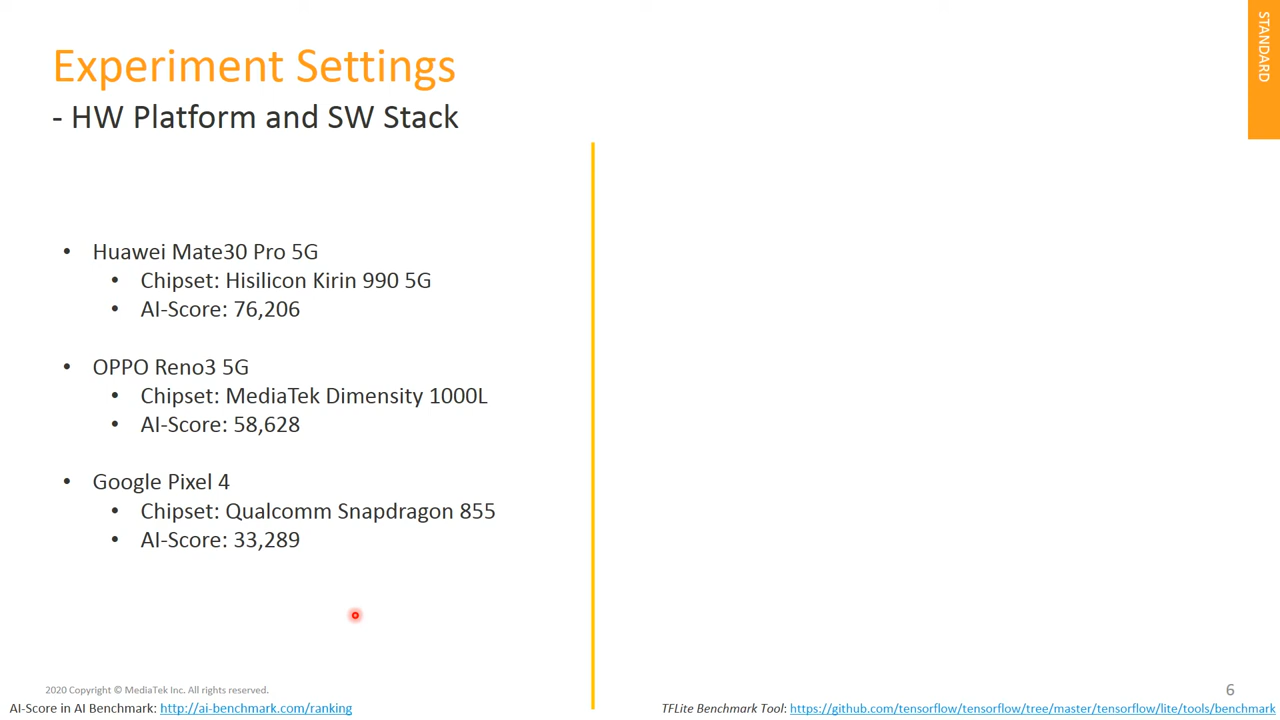 STANDARD
Experiment Settings
- HW Platform and SW Stack
• Huawei Mate30 Pro 5G
• Chipset: Hisilicon Kirin 990 5G
• AI-Score: 76,206
• OPPO Reno3 5G
• Chipset: MediaTek Dimensity 1000L
• AI-Score: 58,628
• Google Pixel 4
• Chipset: Qualcomm Snapdragon 855
• AI-Score: 33,289
2020 Copyright © MediaTek Inc. All rights reserved.
6
AI-Score in AI Benchmark: http://ai-benchmark.com/ranking
TFLite Benchmark Tool: https://github.com/tensorflow/tensorflow/tree/master/tensorflow/lite/tools/benchmark